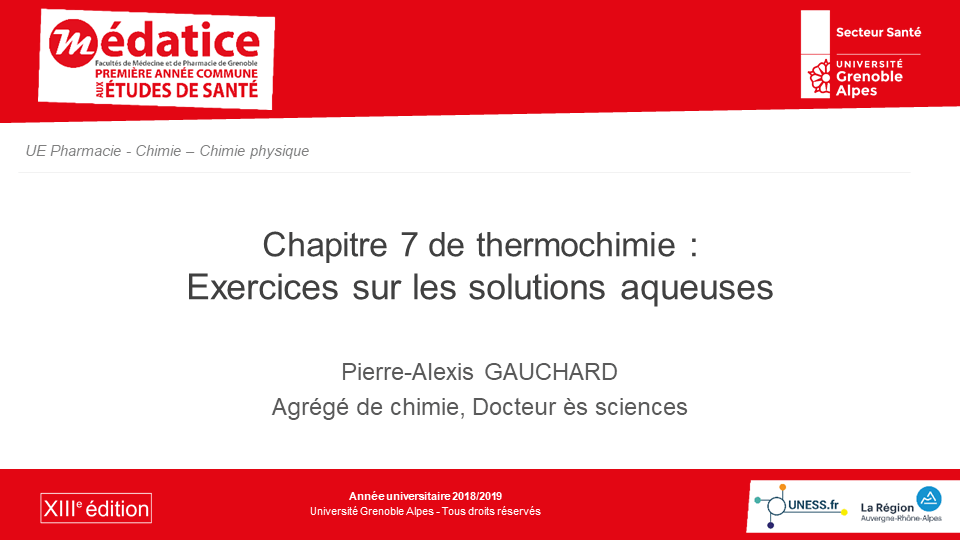 médatice
Facultés de Médecine et de Pharmacie de Grenoble
PREMIÈRE ANNÉE COMMUNE
AUX ÉTUDES DE SANTÉ
Secteur Santé
UNIVERSITÉ
Grenoble
Alpes
UE Pharmacie - Chimie – Chimie physique
Chapitre 7 de thermochimie :
Exercices sur les solutions aqueuses
Pierre-Alexis GAUCHARD
Agrégé de chimie, Docteur ès sciences
XIIIe édition
Année universitaire 2018/2019
Université Grenoble Alpes - Tous droits réservés
UNESS.fr
La Région
Auvergne-Rhône-Alpes